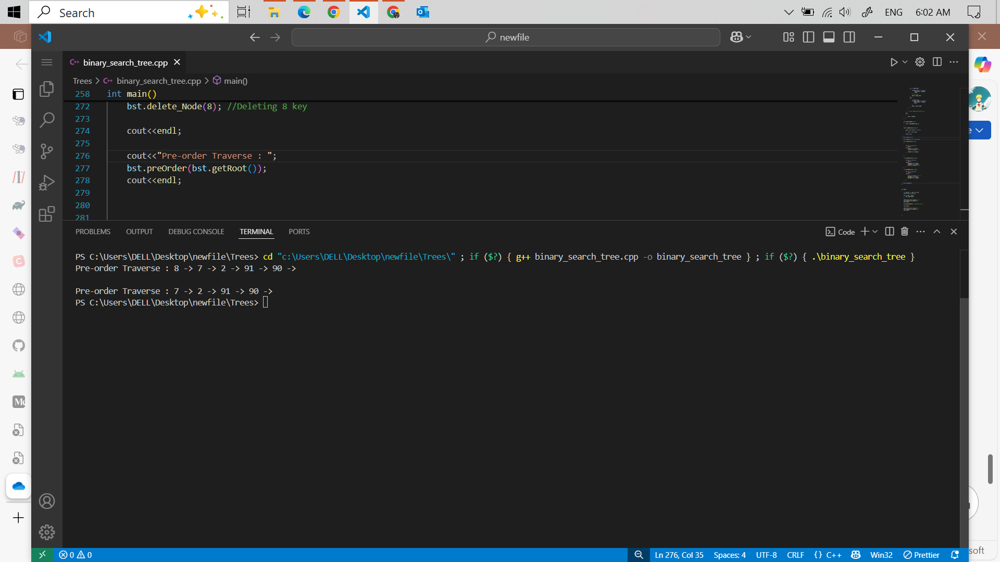 Search
ENG
6:02 AM
newfile
binary_search_tree.cpp
Trees > binary_search_tree.cpp > main()
258 int main()
272 bst.delete_Node(8); //Deleting 8 key
273
274 cout<<endl;
275
276 cout<<"Pre-order Traverse : ";
277 bst.preOrder(bst.getRoot());
278 cout<<endl;
279
280
281
PROBLEMS OUTPUT DEBUG CONSOLE TERMINAL PORTS
Code
PS C:\Users\DELL\Desktop\newfile\Trees> cd "c:\Users\DELL\Desktop\newfile\Trees\" ; if ($?) { g++ binary_search_tree.cpp -o binary_search_tree } ; if ($?) { .\binary_search_tree }
Pre-order Traverse : 8 -> 7 -> 2 -> 91 -> 90 ->
Pre-order Traverse : 7 -> 2 -> 91 -> 90 ->
PS C:\Users\DELL\Desktop\newfile\Trees>
0 0
Ln 276, Col 35 Spaces: 4 UTF-8 CRLF {} C++ Win32 Prettier
soft